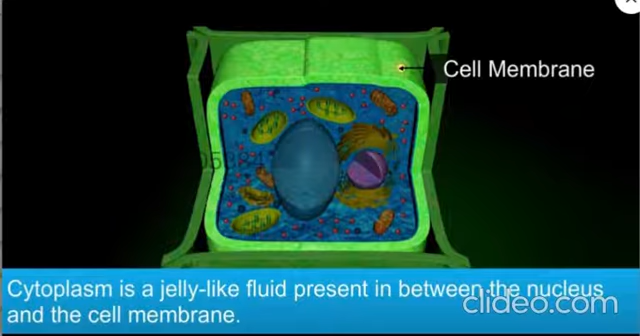 Cell Membrane
Cytoplasm is a jelly-like fluid present in between the nucleus
and the cell membrane.
clideo.com